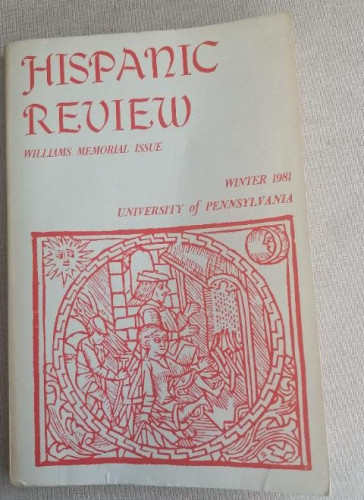 HISPANIC
REVIEW
WILLIAMS MEMORIAL ISSUE
WINTER 1981
UNIVERSITY of PENNSYLVANIA